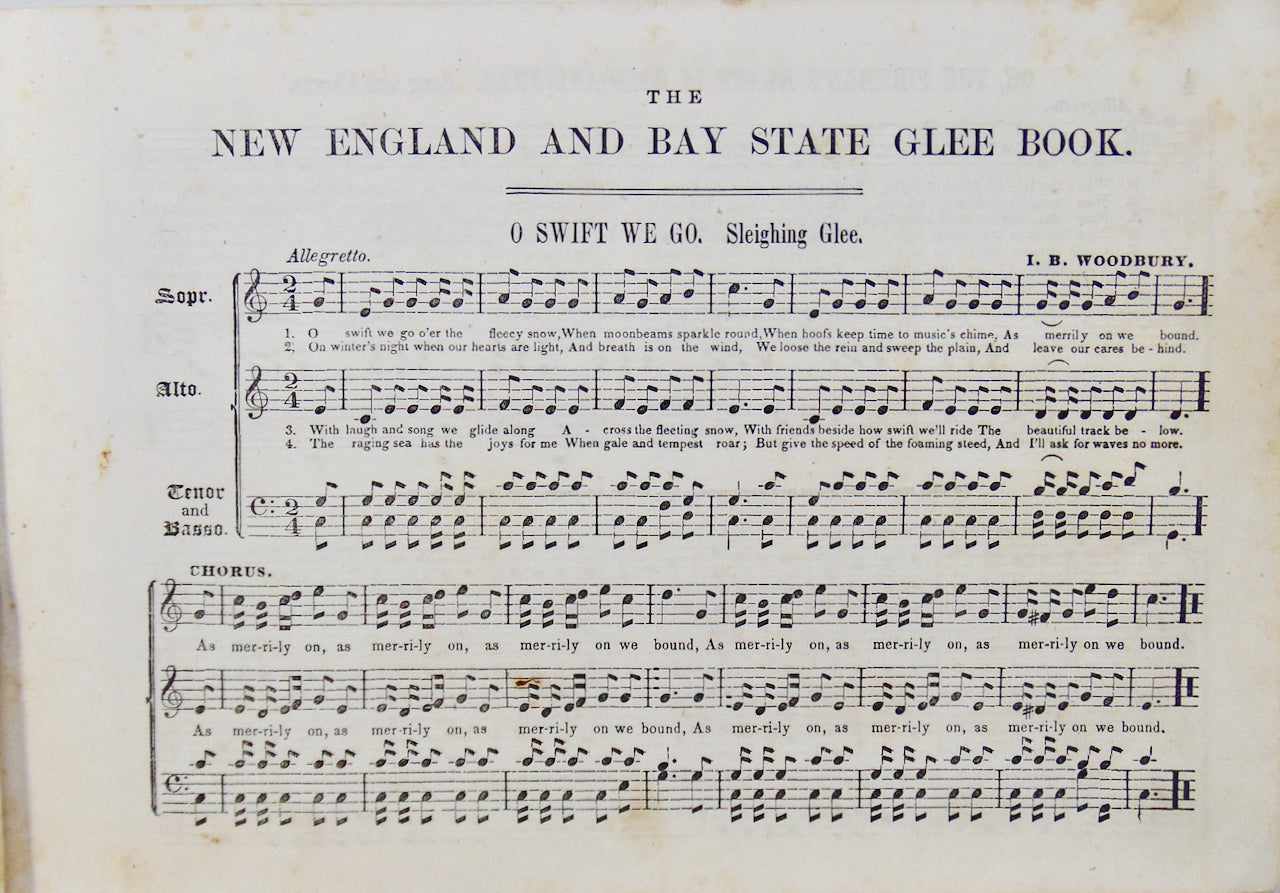 THE
NEW ENGLAND AND BAY STATE GLEE BOOK.
O SWIFT WE GO. Sleighing Glee.
Allegretto.
I. B. WOODBURY.
Sopr.
2 4
1. O swift we go o'er the fleecy snow, When moonbeams sparkle round, When hoofs keep time to music's chime, As merrily on we bound.
2; On winter's night when our hearts are light, And breath is on the wind, We loose the rein and sweep the plain, And leave our cares be - hind.
Alto.
2 4
3. With laugh and song we glide along A - cross the fleeting snow, With friends beside how swift we'll ride The beautiful track be - low.
4. The raging sea has the joys for me When gale and tempest roar; But give the speed of the foaming steed, And I'll ask for waves no more.
Tenor
and
Basso.
2 4
CHORUS.
As mer-ri-ly on, as mer-ri-ly on, as mer-ri-ly on we bound, As mer-ri-ly on, as mer-ri-ly on, as mer-ri-ly on we bound.
As mer-ri-ly on, as mer-ri-ly on, as mer-ri-ly on we bound, As mer-ri-ly on, as mer-ri-ly on, as mer-ri-ly on we bound.